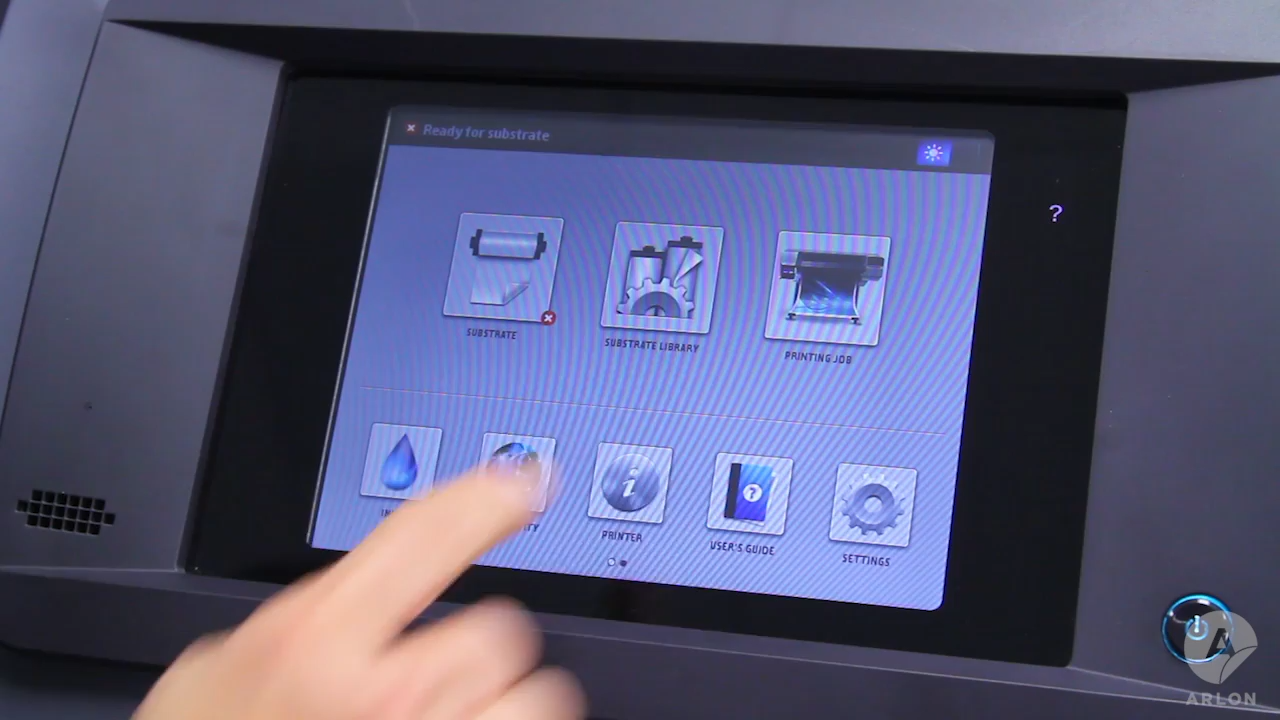 Ready for substrate
?
SUBSTRATE
SUBSTRATE LIBRARY
PRINTING JOB
PRINTER
USER'S GUIDE
SETTINGS
ARLON